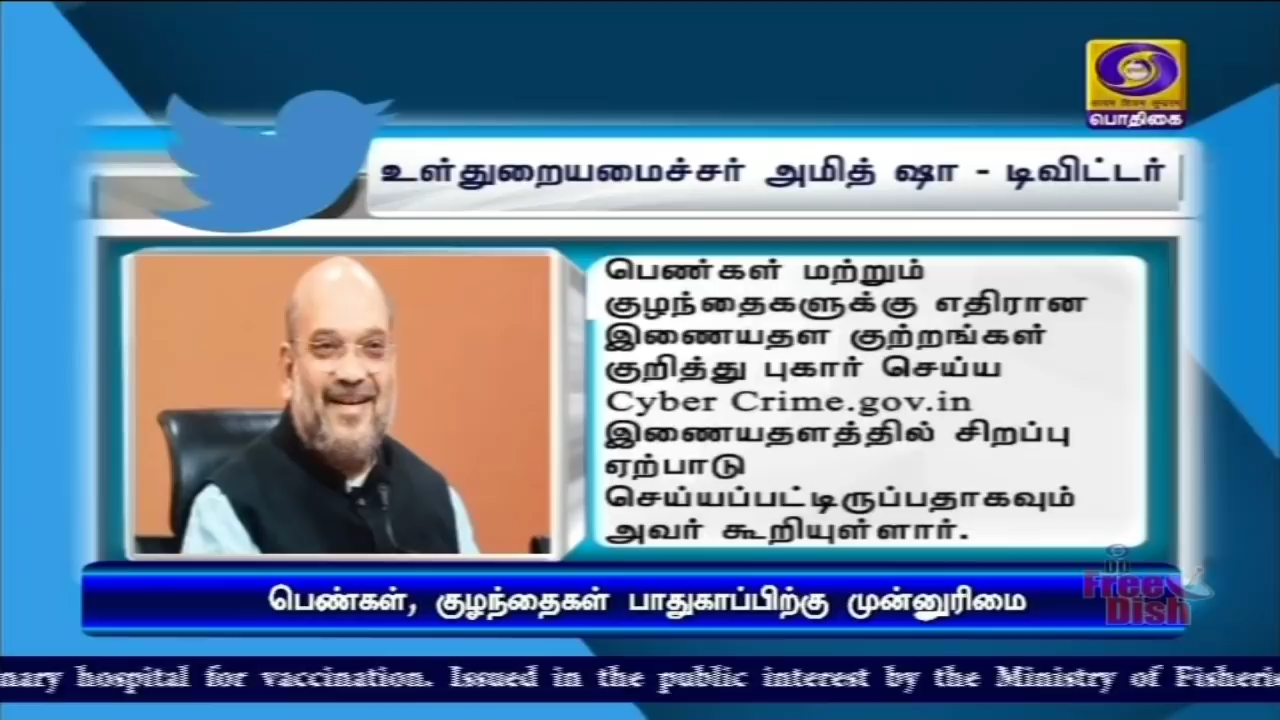 பொதிகை
உள்துறையமைச்சர் அமித் ஷா - டிவிட்டர்
பெண்கள் மற்றும்
குழந்தைகளுக்கு எதிரான
இணையதள குற்றங்கள்
குறித்து புகார் செய்ய
Cyber Crime.gov.in
இணையதளத்தில் சிறப்பு
ஏற்பாடு
செய்யப்பட்டிருப்பதாகவும்
அவர் கூறியுள்ளார்.
DD
Free
Dish
பெண்கள், குழந்தைகள் பாதுகாப்பிற்கு முன்னுரிமை
nary hospital for vaccination. Issued in the public interest by the Ministry of Fisheri